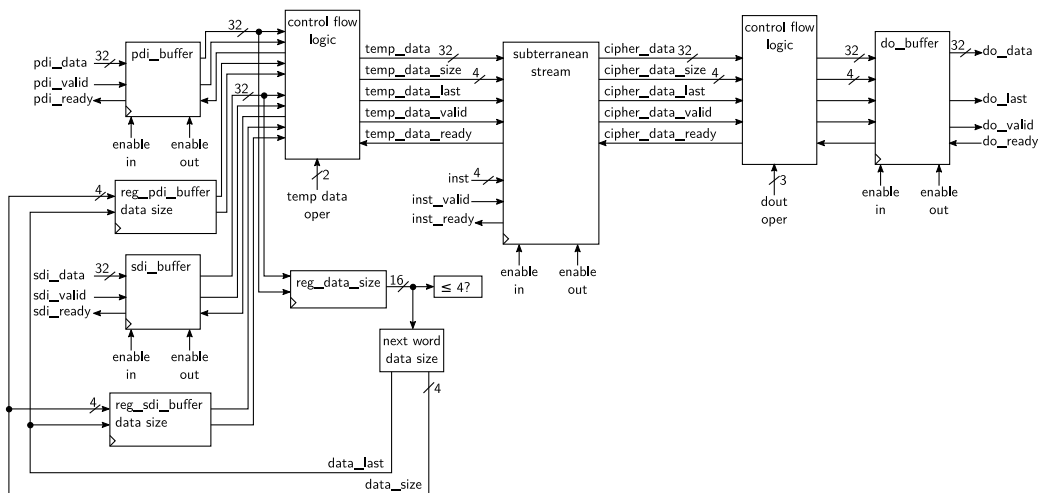 32
control flow
logic
pdi_data
32
pdi_buffer
pdi_valid
pdi_ready
enable
in
enable
out
32
temp_data
32
temp_data_size
4
temp_data_last
temp_data_valid
temp_data_ready
2
temp data
oper
subterranean
stream
inst
4
inst_valid
inst_ready
enable
in
enable
out
cipher_data
32
cipher_data_size
4
cipher_data_last
cipher_data_valid
cipher_data_ready
control flow
logic
3
dout
oper
32
4
do_buffer
enable
in
enable
out
32
do_data
do_last
do_valid
do_ready
4
reg_pdi_buffer
data size
sdi_data
32
sdi_buffer
sdi_valid
sdi_ready
enable
in
enable
out
reg_data_size
16
≤ 4?
next word
data size
4
4
reg_sdi_buffer
data size
data_last
data_size